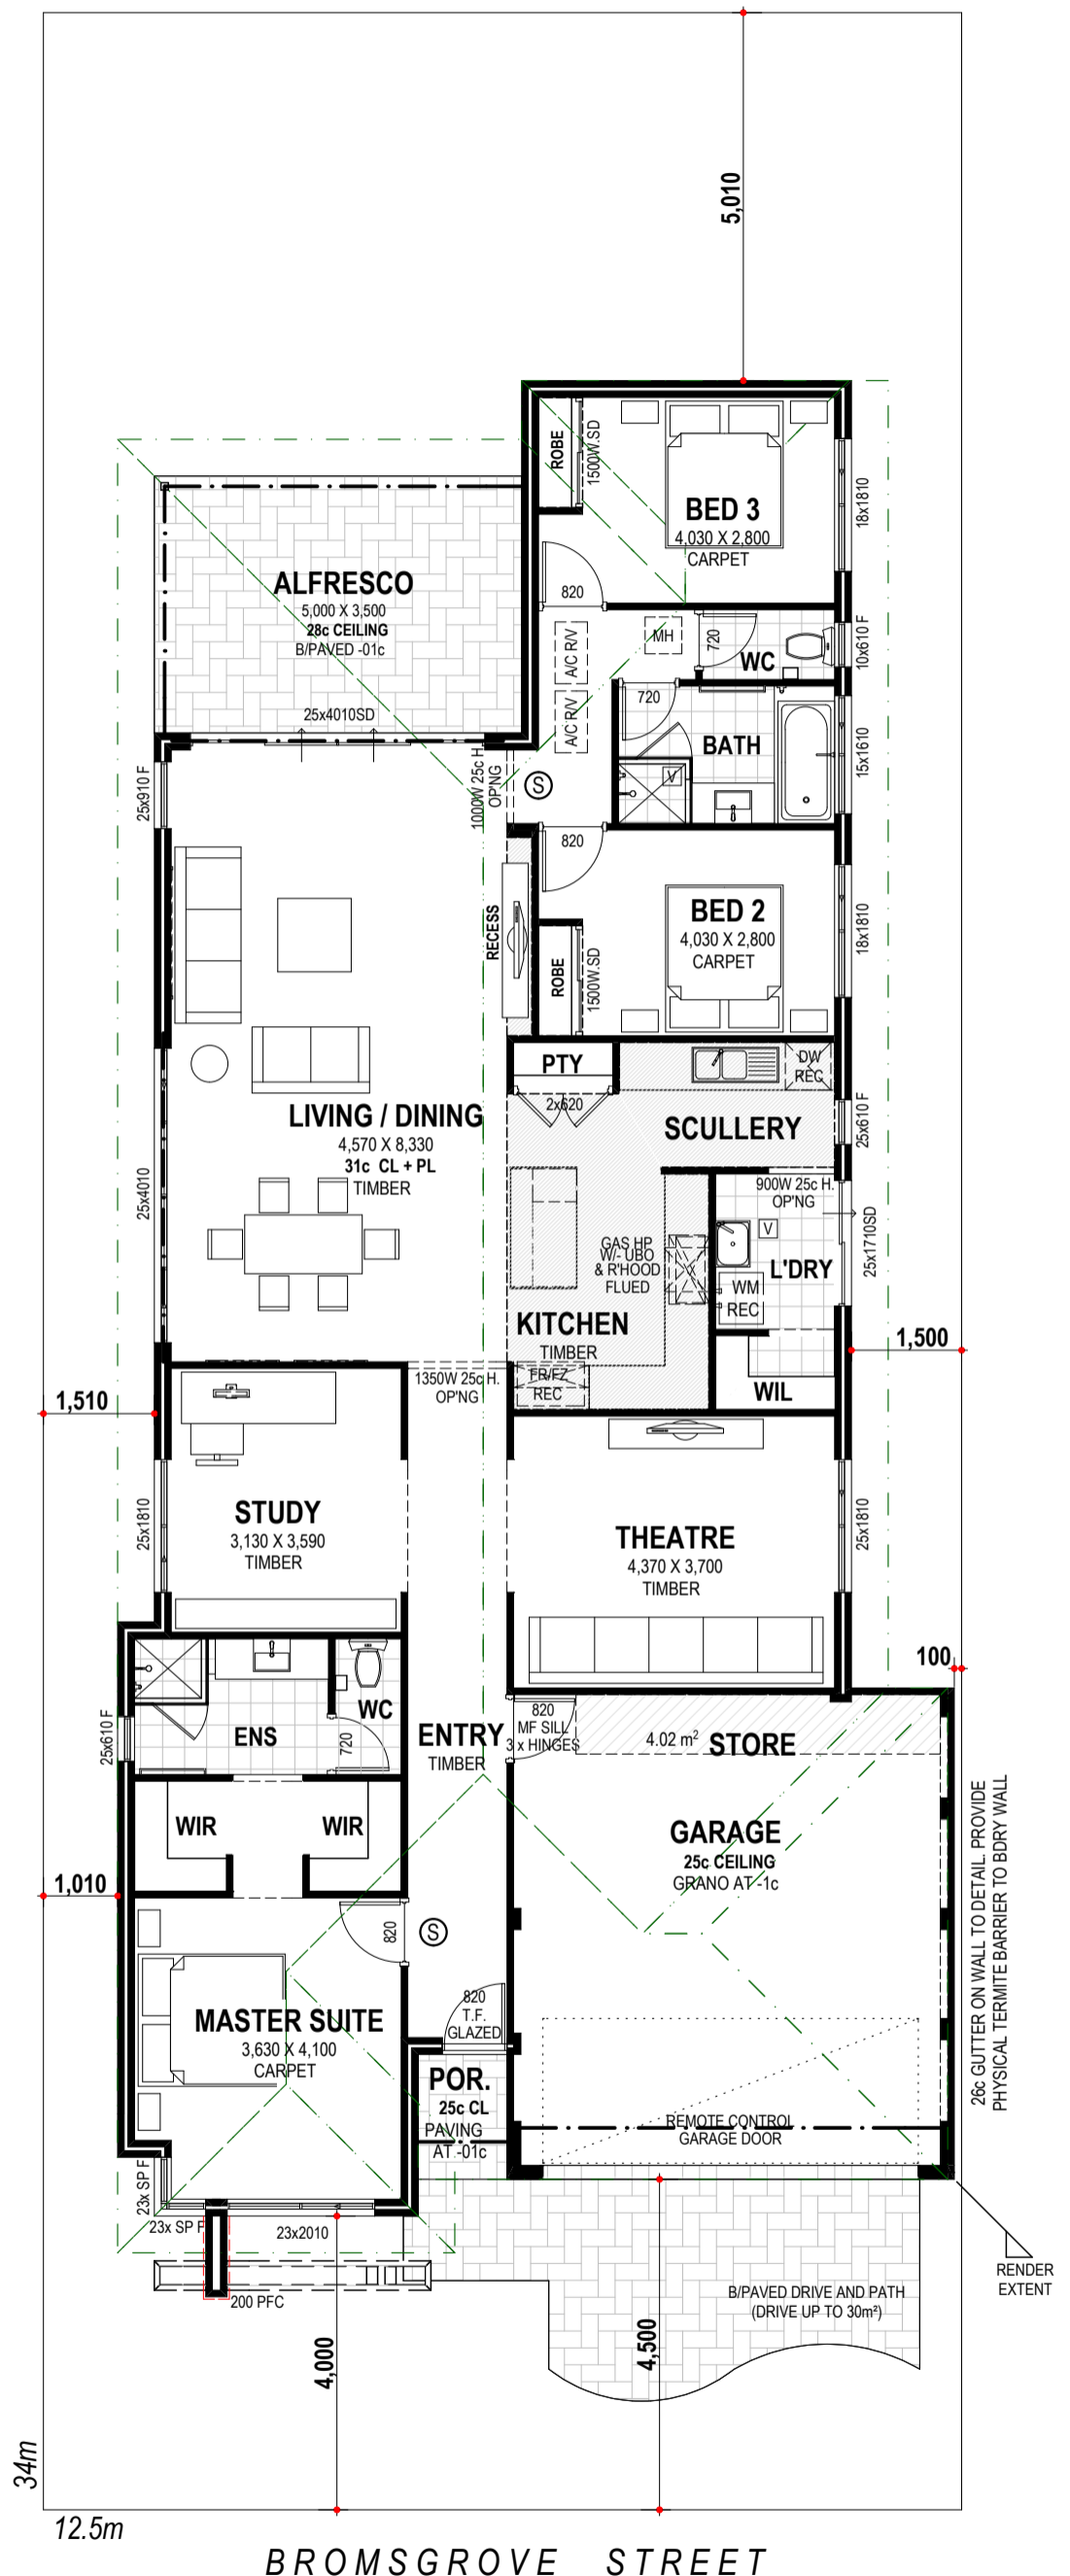 5,010
ROBE
1500W.SD
BED 3
4,030 X 2,800
CARPET
18x1810
820
ALFRESCO
5,000 X 3,500
28c CEILING
B/PAVED -01c
25x4010SD
A/C R/V
A/C R/V
MH
720
WC
10x610 F
720
BATH
V
15x1610
25x910 F
1000W 25c H
OP'NG
S
820
RECESS
BED 2
4,030 X 2,800
CARPET
18x1810
ROBE
1500W.SD
PTY
2x620
DW
REC
SCULLERY
25x610 F
LIVING / DINING
4,570 X 8,330
31c CL + PL
TIMBER
25x4010
900W 25c H.
OP'NG
25x1710SD
V
L'DRY
WM
REC
GAS HP
W/- UBO
& R'HOOD
FLUED
KITCHEN
TIMBER
FR/FZ
REC
WIL
1,500
1350W 25c H.
OP'NG
1,510
STUDY
3,130 X 3,590
TIMBER
25x1810
THEATRE
4,370 X 3,700
TIMBER
25x1810
100
WC
ENS
720
25x610 F
ENTRY
TIMBER
820
MF SILL
3 x HINGES
4.02 m²
STORE
WIR
WIR
GARAGE
25c CEILING
GRANO AT -1c
26c GUTTER ON WALL TO DETAIL. PROVIDE
PHYSICAL TERMITE BARRIER TO BDRY WALL
1,010
820
S
MASTER SUITE
3,630 X 4,100
CARPET
820
T.F.
GLAZED
POR.
25c CL
PAVING
AT -01c
REMOTE CONTROL
GARAGE DOOR
23x SP F
23x SP F
23x2010
200 PFC
RENDER
EXTENT
B/PAVED DRIVE AND PATH
(DRIVE UP TO 30m²)
4,000
4,500
34m
12.5m
BROMSGROVE STREET